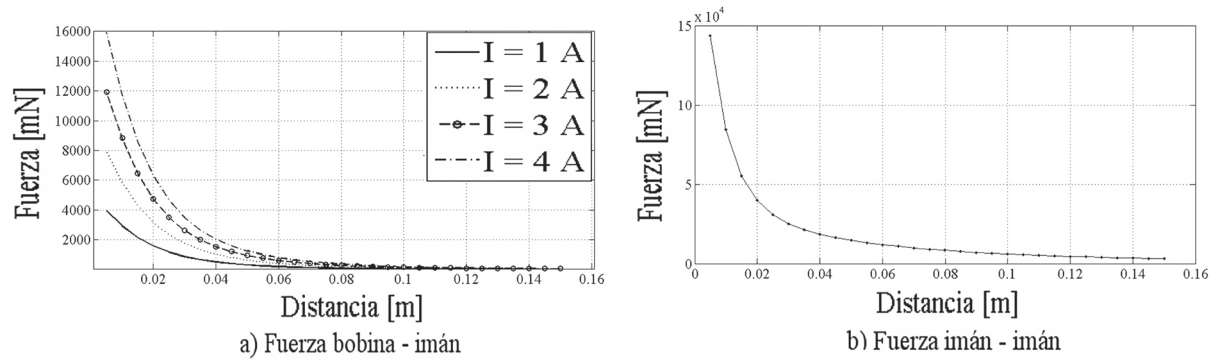 16000
14000
12000
10000
8000
6000
4000
2000
0.02
0.04
0.06
0.08
0.1
0.12
0.14
0.16
Fuerza [mN]
Distancia [m]
I = 1 A
I = 2 A
I = 3 A
I = 4 A
a) Fuerza bobina - imán
15 x 10⁴
10
5
0
0
0.02
0.04
0.06
0.08
0.1
0.12
0.14
0.16
Fuerza [mN]
Distancia [m]
b) Fuerza imán - imán